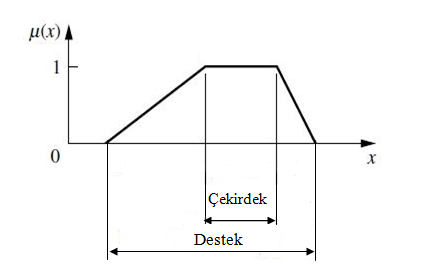 μ(x)
1
0
x
Çekirdek
Destek